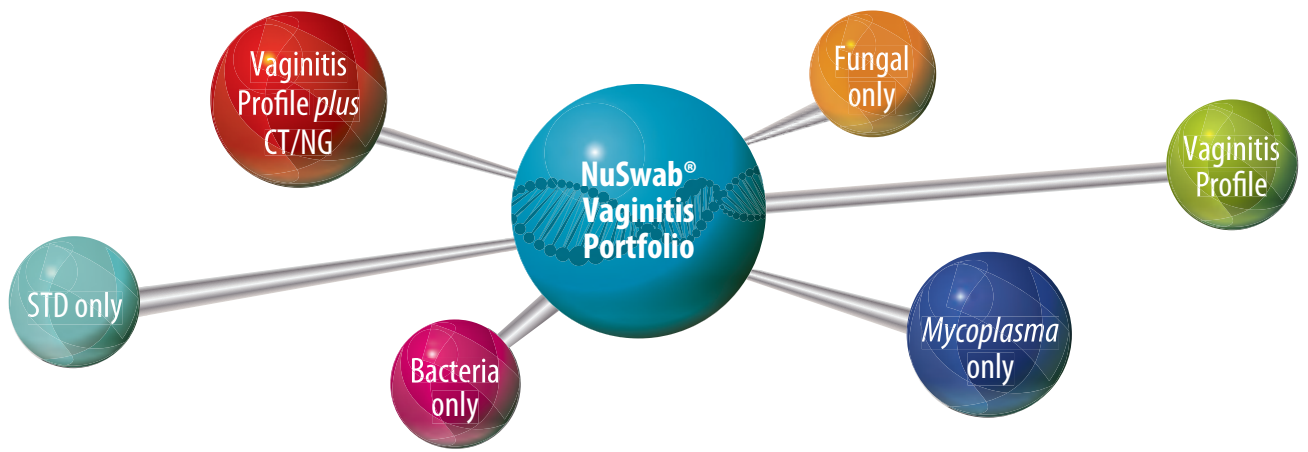 Vaginitis
Profile plus
CT/NG
Fungal
only
Vaginitis
Profile
NuSwab®
Vaginitis
Portfolio
STD only
Bacteria
only
Mycoplasma
only